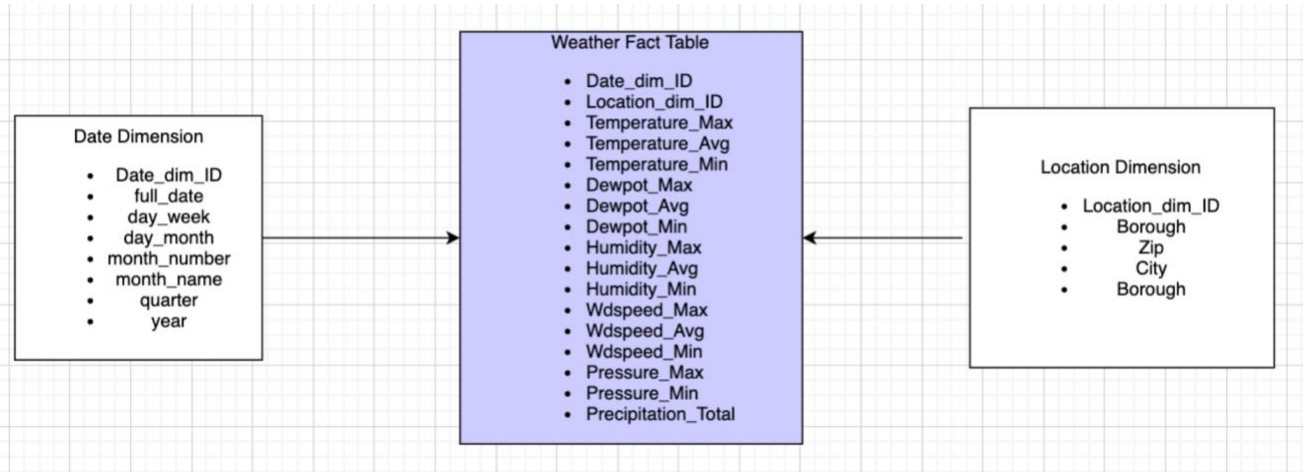 Date Dimension
Date_dim_ID
full_date
day_week
day_month
month_number
month_name
quarter
year
Weather Fact Table
Date_dim_ID
Location_dim_ID
Temperature_Max
Temperature_Avg
Temperature_Min
Dewpot_Max
Dewpot_Avg
Dewpot_Min
Humidity_Max
Humidity_Avg
Humidity_Min
Wdspeed_Max
Wdspeed_Avg
Wdspeed_Min
Pressure_Max
Pressure_Min
Precipitation_Total
Location Dimension
Location_dim_ID
Borough
Zip
City
Borough